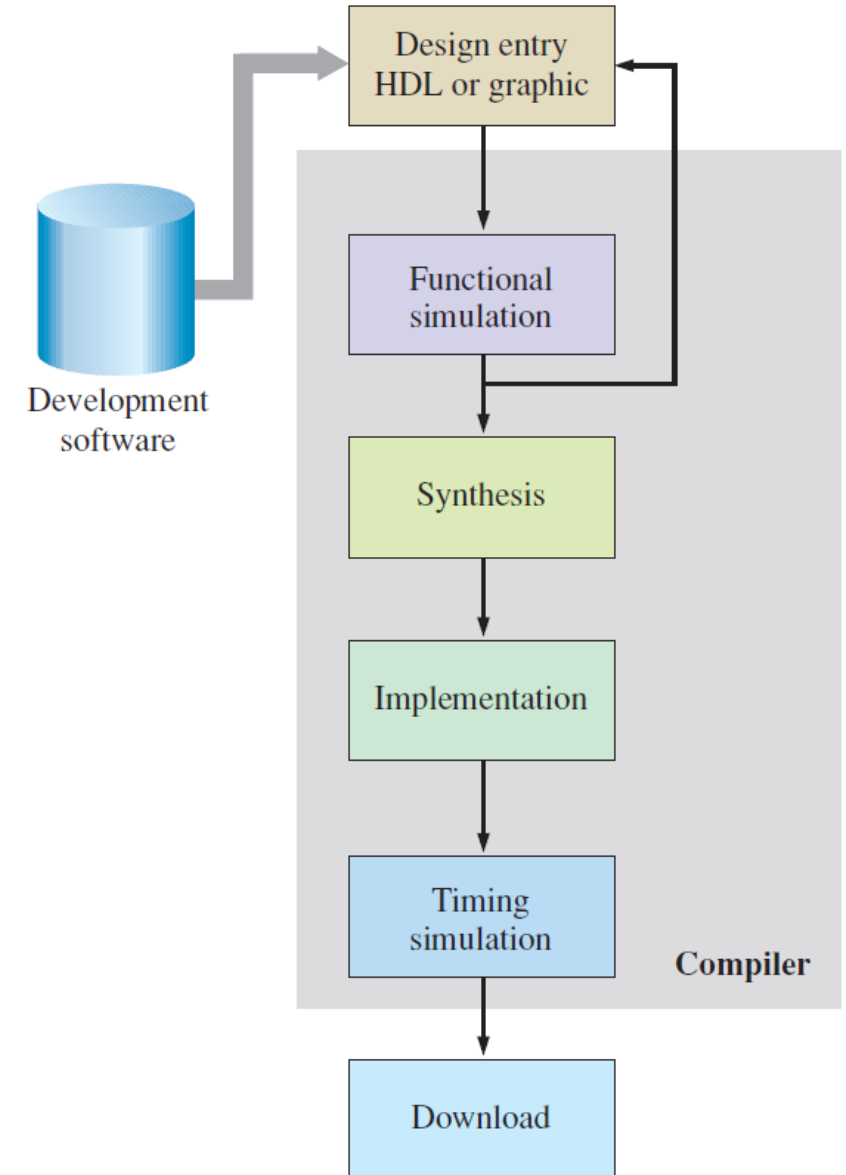 Design entry
HDL or graphic
Functional
simulation
Development
software
Synthesis
Implementation
Timing
simulation
Compiler
Download